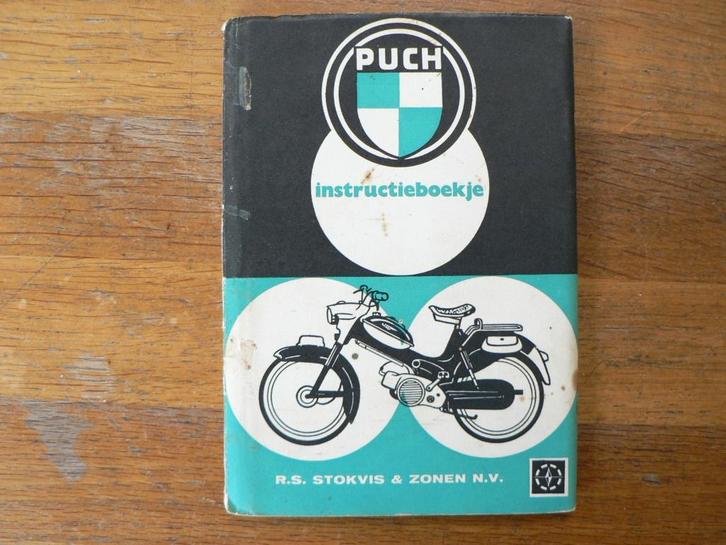 PUCH
instructieboekje
R.S. STOKVIS & ZONEN N.V.